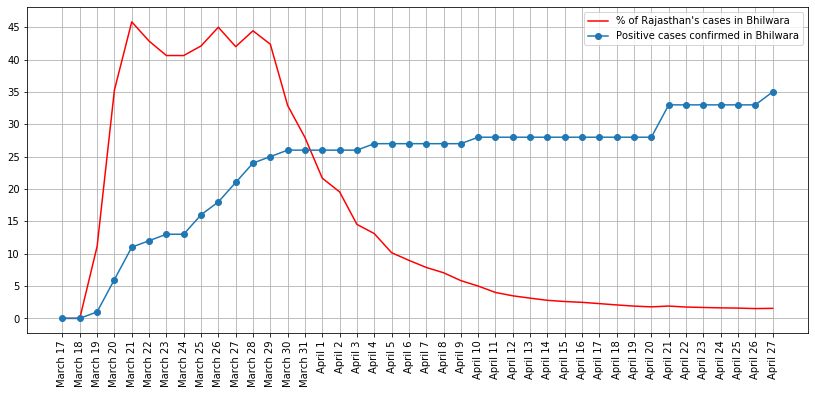 % of Rajasthan's cases in Bhilwara
Positive cases confirmed in Bhilwara
45
40
35
30
25
20
15
10
5
0
March 17
March 18
March 19
March 20
March 21
March 22
March 23
March 24
March 25
March 26
March 27
March 28
March 29
March 30
March 31
April 1
April 2
April 3
April 4
April 5
April 6
April 7
April 8
April 9
April 10
April 11
April 12
April 13
April 14
April 15
April 16
April 17
April 18
April 19
April 20
April 21
April 22
April 23
April 24
April 25
April 26
April 27